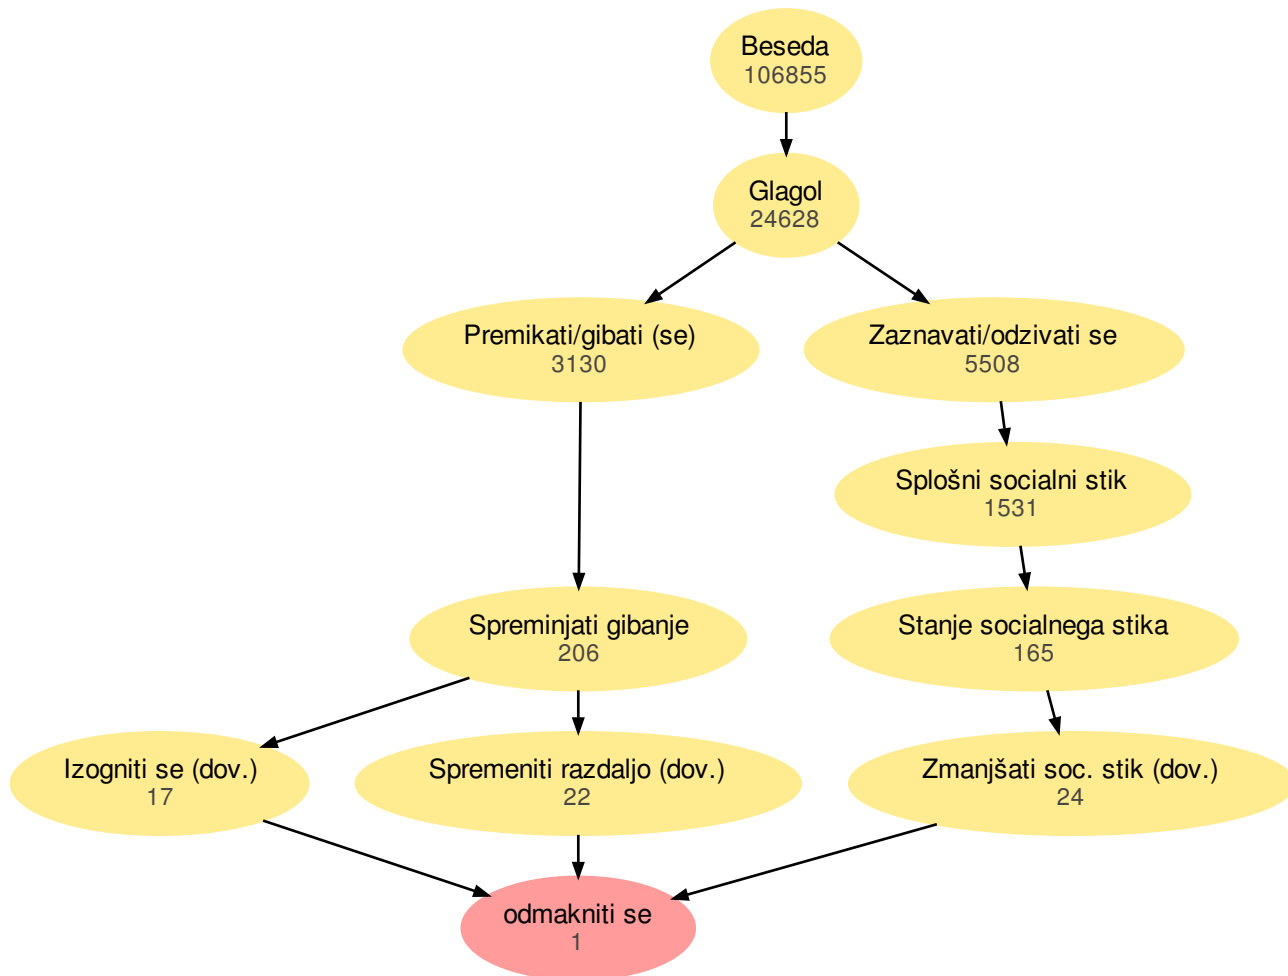 Beseda
106855
Glagol
24628
Premikati/gibati (se)
3130
Zaznavati/odzivati se
5508
Splošni socialni stik
1531
Spreminjati gibanje
206
Stanje socialnega stika
165
Izogniti se (dov.)
17
Spremeniti razdaljo (dov.)
22
Zmanjšati soc. stik (dov.)
24
odmakniti se
1